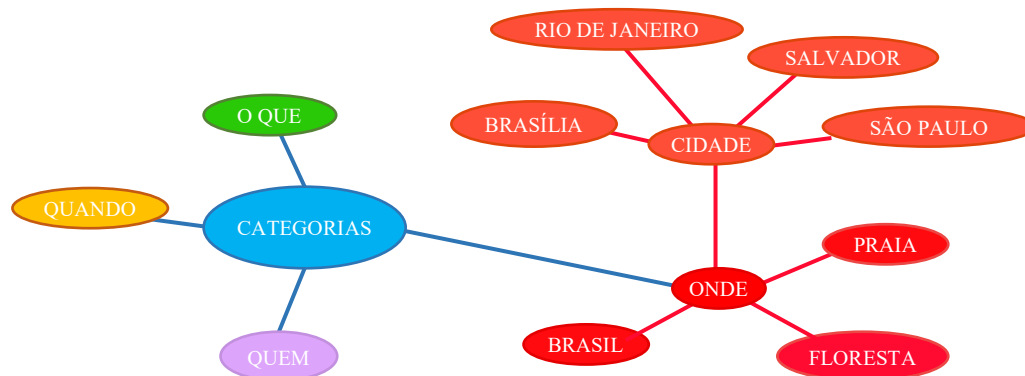 RIO DE JANEIRO
SALVADOR
O QUE
BRASÍLIA
SÃO PAULO
CIDADE
QUANDO
CATEGORIAS
PRAIA
ONDE
BRASIL
QUEM
FLORESTA